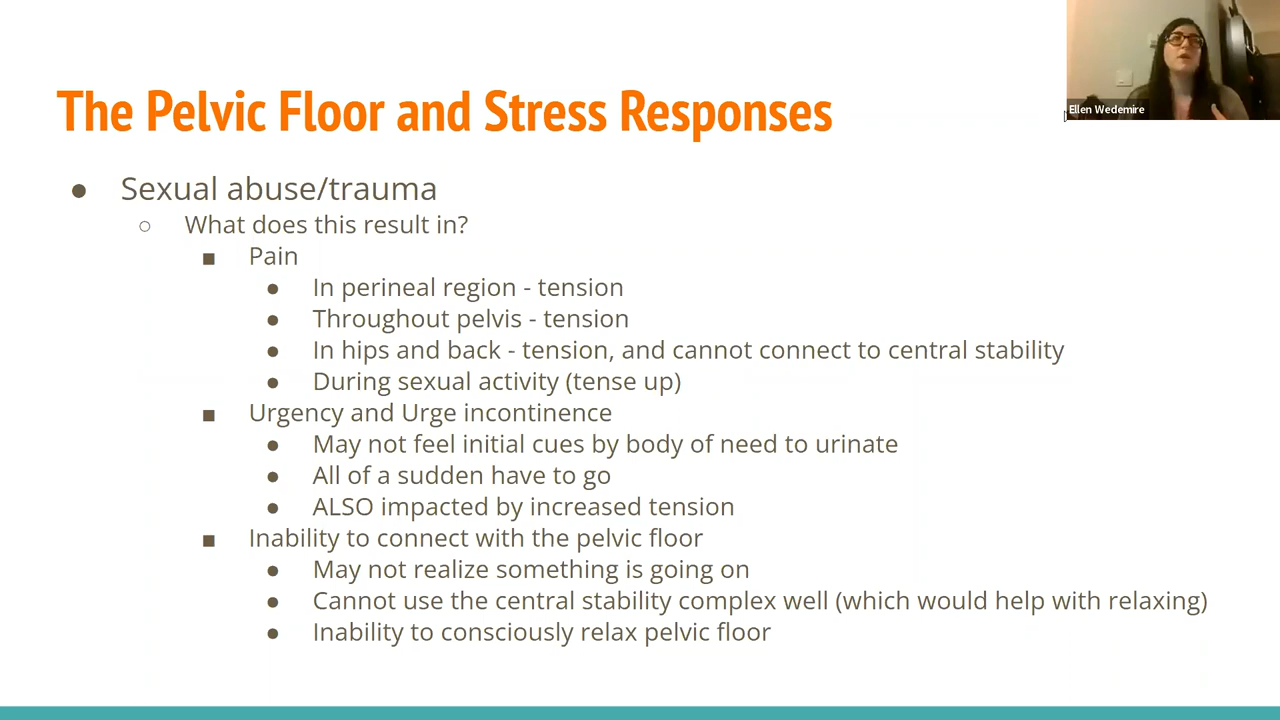 The Pelvic Floor and Stress Responses
Ellen Wedemire
● Sexual abuse/trauma
○ What does this result in?
■ Pain
● In perineal region - tension
● Throughout pelvis - tension
● In hips and back - tension, and cannot connect to central stability
● During sexual activity (tense up)
■ Urgency and Urge incontinence
● May not feel initial cues by body of need to urinate
● All of a sudden have to go
● ALSO impacted by increased tension
■ Inability to connect with the pelvic floor
● May not realize something is going on
● Cannot use the central stability complex well (which would help with relaxing)
● Inability to consciously relax pelvic floor